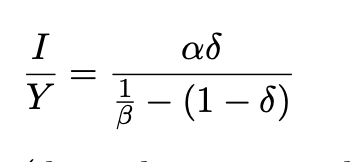 I/Y = αδ / (1/β − (1 − δ))